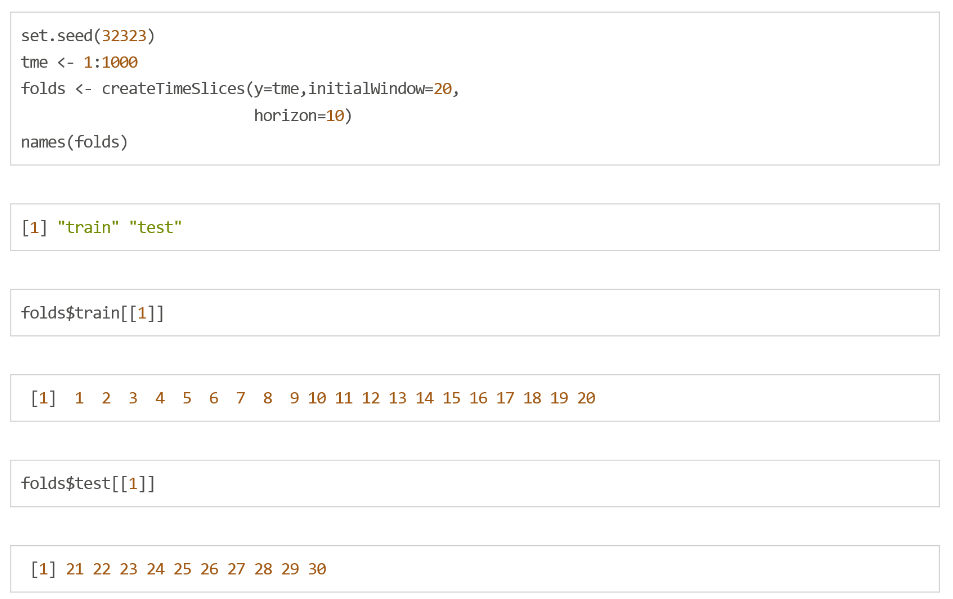 set.seed(32323)
tme <- 1:1000
folds <- createTimeSlices(y=tme,initialWindow=20,
                          horizon=10)
names(folds)
[1] "train" "test"
folds$train[[1]]
 [1]  1  2  3  4  5  6  7  8  9 10 11 12 13 14 15 16 17 18 19 20
folds$test[[1]]
 [1] 21 22 23 24 25 26 27 28 29 30